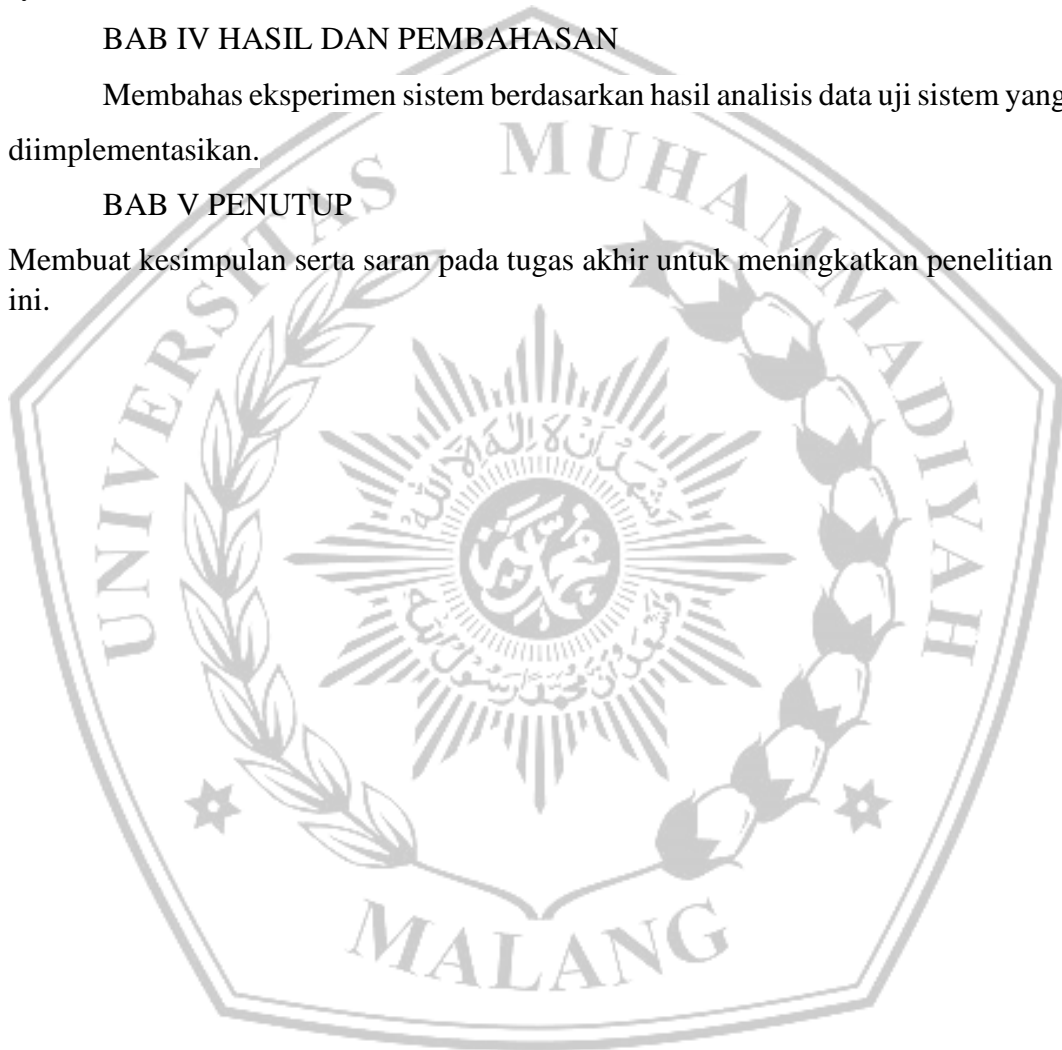 BAB IV HASIL DAN PEMBAHASAN
Membahas eksperimen sistem berdasarkan hasil analisis data uji sistem yang
diimplementasikan.
BAB V PENUTUP
Membuat kesimpulan serta saran pada tugas akhir untuk meningkatkan penelitian
ini.
UNIVERSITAS MUHAMMADIYAH
MALANG